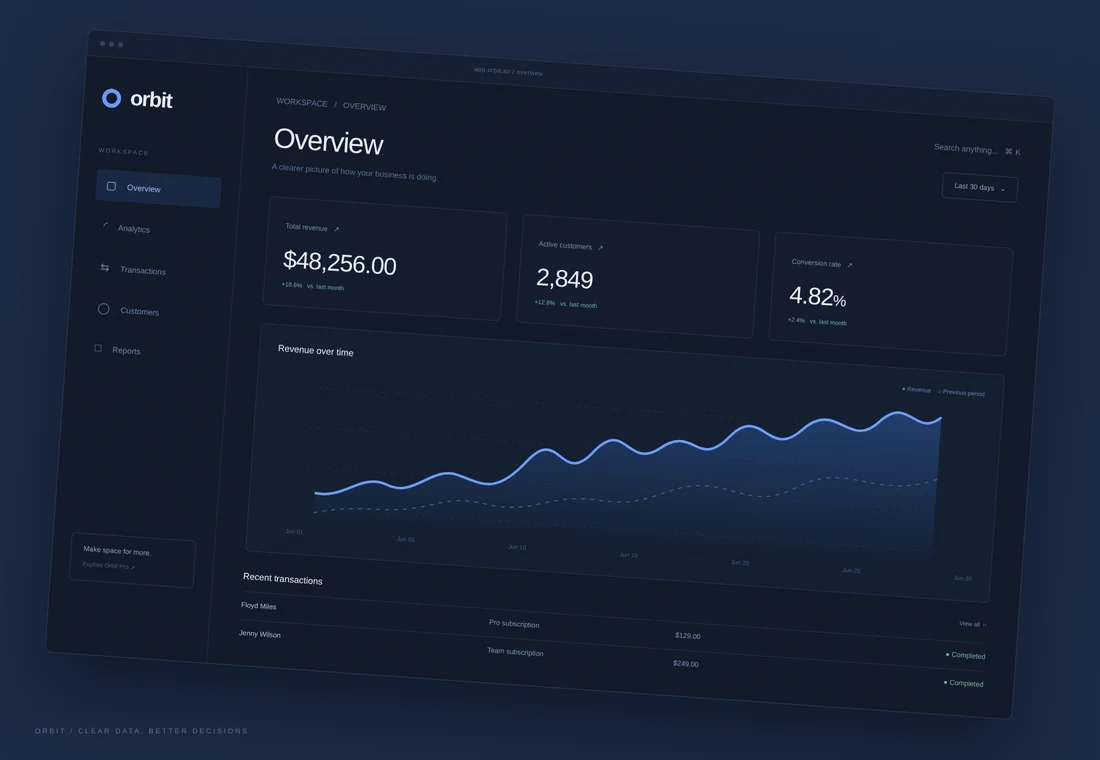 app.orbit.so / overview
orbit
WORKSPACE
Overview
Analytics
Transactions
Customers
Reports
Make space for more.
Explore Orbit Pro ↗
WORKSPACE / OVERVIEW
Overview
A clearer picture of how your business is doing.
Search anything... ⌘ K
Last 30 days
Total revenue ↗
$48,256.00
+18.6% vs. last month
Active customers ↗
2,849
+12.8% vs. last month
Conversion rate ↗
4.82%
+2.4% vs. last month
Revenue over time
Revenue Previous period
Jun 01 Jun 05 Jun 10 Jun 15 Jun 20 Jun 25 Jun 30
Recent transactions
View all →
Floyd Miles Pro subscription $129.00 Completed
Jenny Wilson Team subscription $249.00 Completed
ORBIT / CLEAR DATA. BETTER DECISIONS.